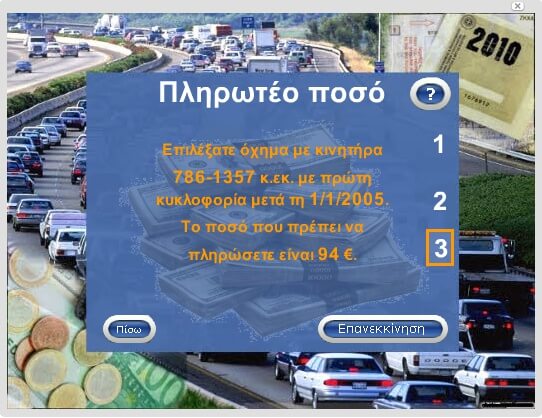 2010
Πληρωτέο ποσό
?
Επιλέξατε όχημα με κινητήρα
786-1357 κ.εκ. με πρώτη
κυκλοφορία μετά τη 1/1/2005.
Το ποσό που πρέπει να
πληρώσετε είναι 94 €.
1
2
3
Πίσω
Επανεκκίνηση